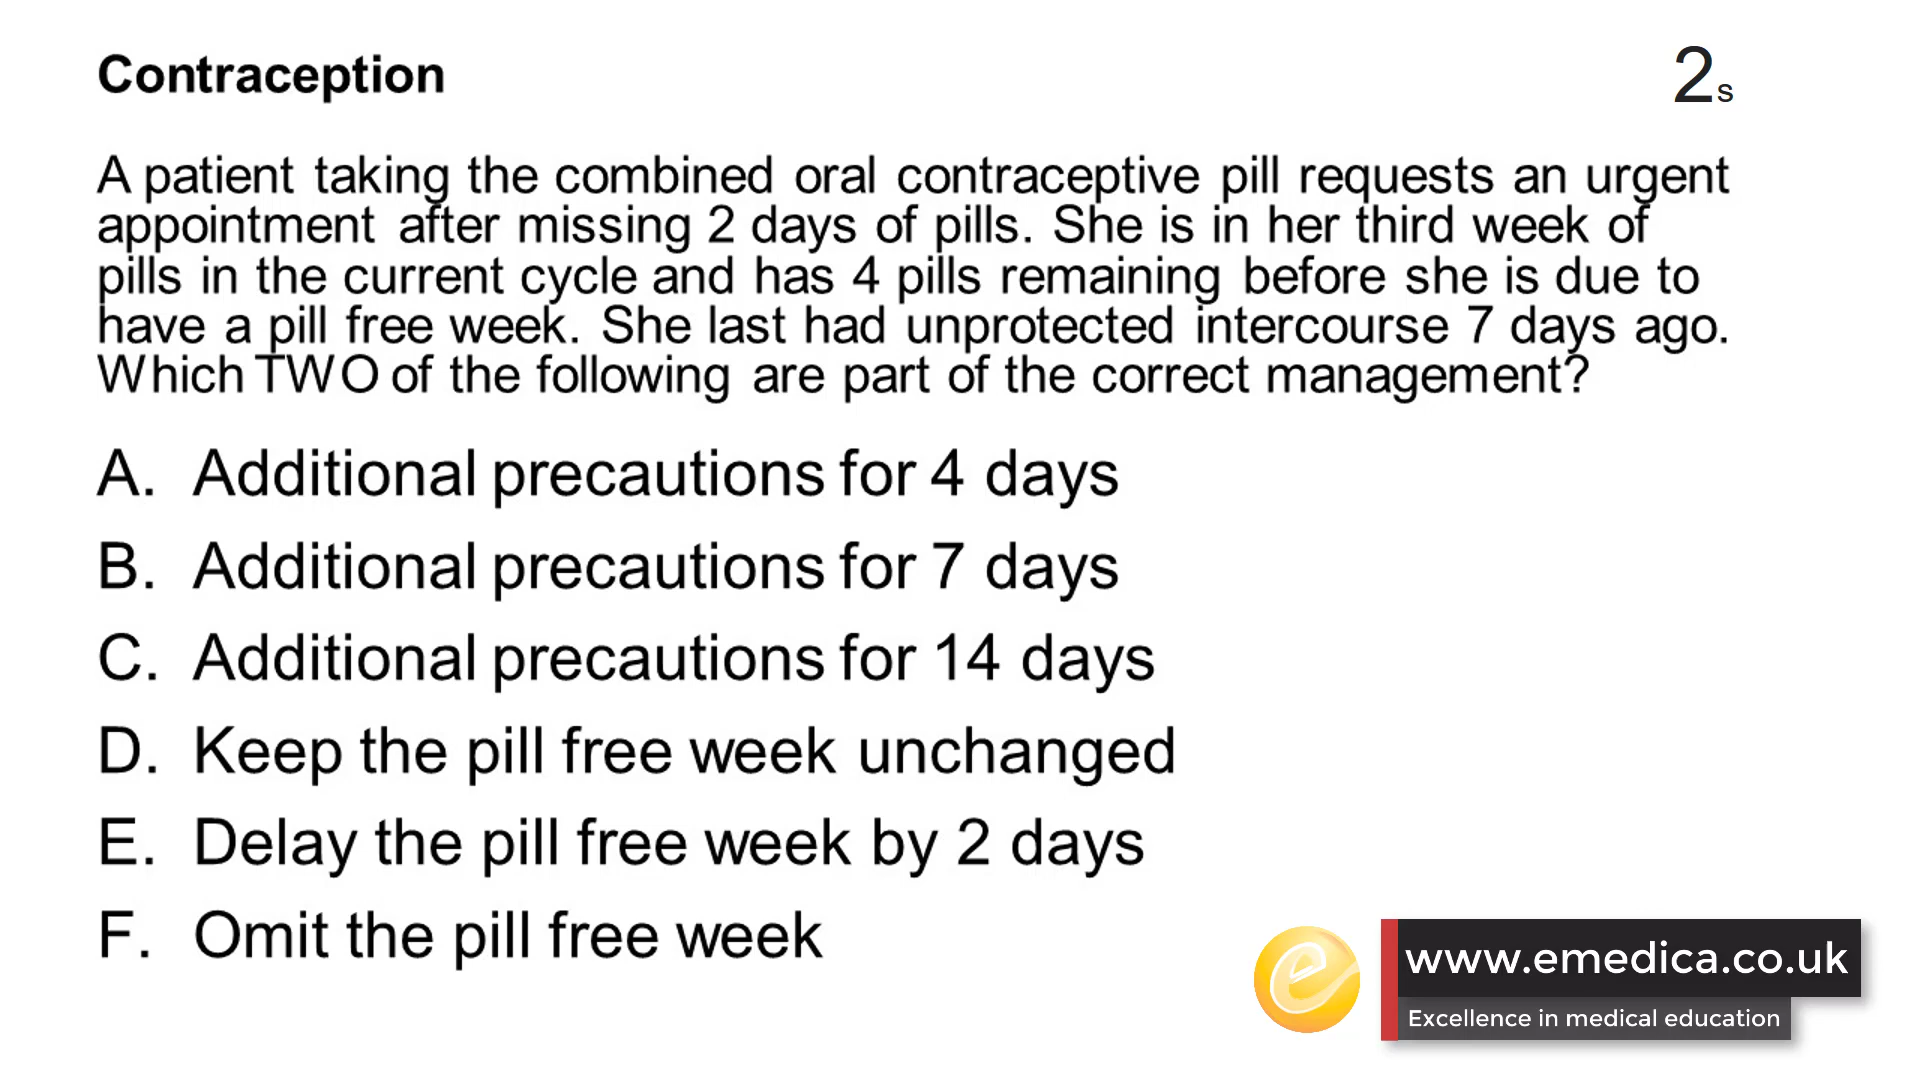 Contraception
2s
A patient taking the combined oral contraceptive pill requests an urgent
appointment after missing 2 days of pills. She is in her third week of
pills in the current cycle and has 4 pills remaining before she is due to
have a pill free week. She last had unprotected intercourse 7 days ago.
Which TWO of the following are part of the correct management?
A. Additional precautions for 4 days
B. Additional precautions for 7 days
C. Additional precautions for 14 days
D. Keep the pill free week unchanged
E. Delay the pill free week by 2 days
F. Omit the pill free week
e
www.emedica.co.uk
Excellence in medical education